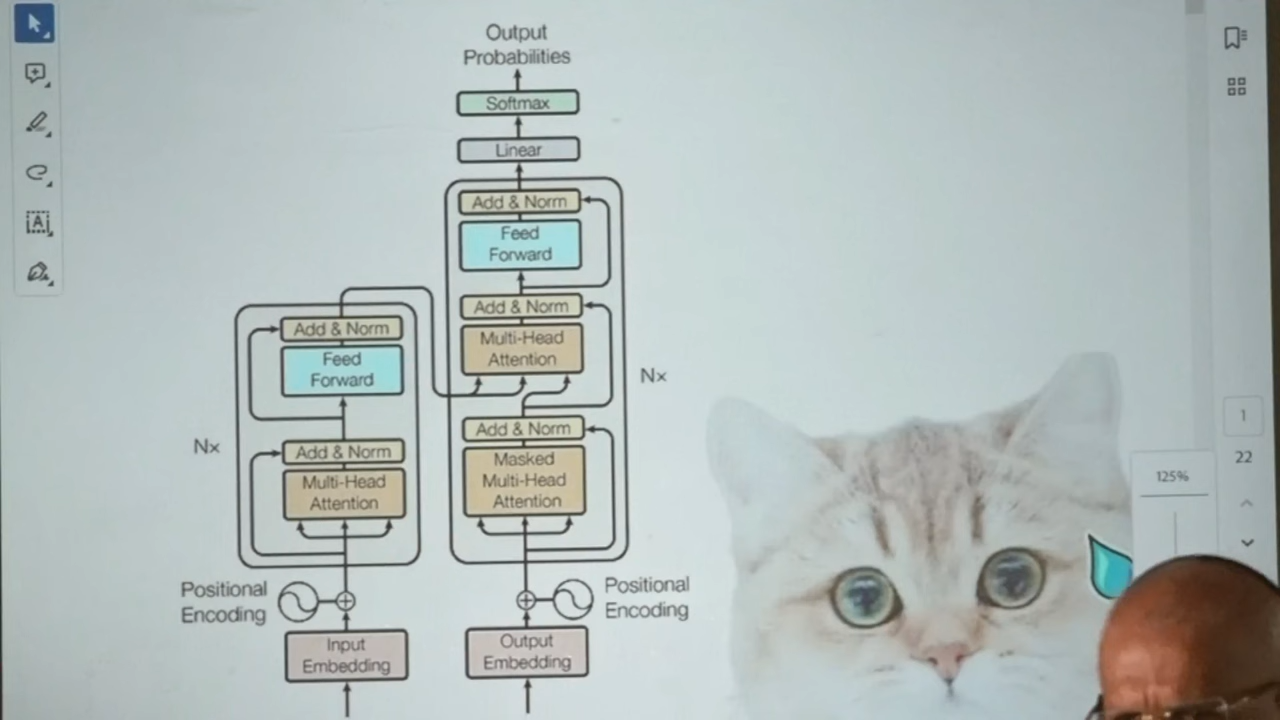 Output
Probabilities
Softmax
Linear
Add & Norm
Feed
Forward
Add & Norm
Multi-Head
Attention
Nx
Add & Norm
Masked
Multi-Head
Attention
Add & Norm
Feed
Forward
Nx
Add & Norm
Multi-Head
Attention
Positional
Encoding
Positional
Encoding
Input
Embedding
Output
Embedding
A
1
22
125%